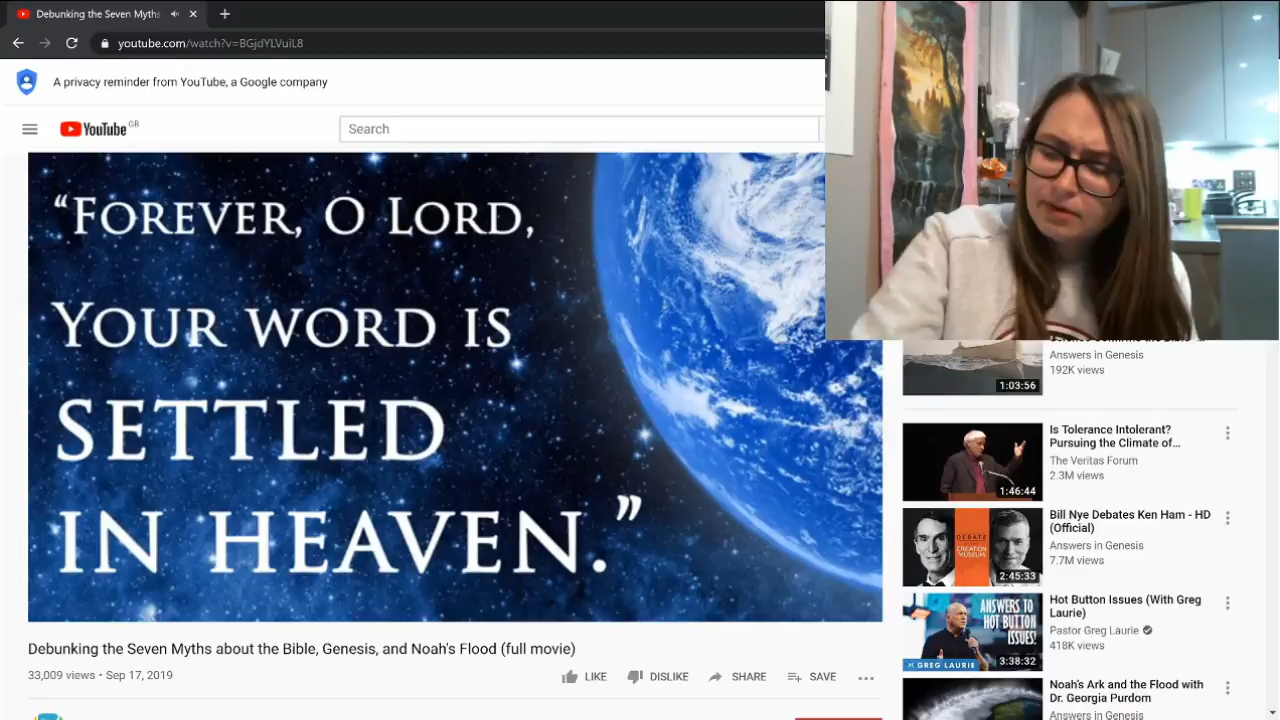 Debunking the Seven Myths
youtube.com/watch?v=BGjdYLVuiL8
A privacy reminder from YouTube, a Google company
YouTube GB
Search
“FOREVER, O LORD,
YOUR WORD IS
SETTLED
IN HEAVEN.”
Debunking the Seven Myths about the Bible, Genesis, and Noah's Flood (full movie)
33,009 views • Sep 17, 2019
LIKE
DISLIKE
SHARE
SAVE
Answers in Genesis
192K views
1:03:56
Is Tolerance Intolerant?
Pursuing the Climate of...
The Veritas Forum
2.3M views
1:46:44
Bill Nye Debates Ken Ham - HD
(Official)
Answers in Genesis
7.7M views
DEBATE
CREATION
MUSEUM
2:45:33
Hot Button Issues (With Greg
Laurie)
Pastor Greg Laurie
418K views
ANSWERS TO
HOT BUTTON
ISSUES!
GREG LAURIE
3:38:32
Noah's Ark and the Flood with
Dr. Georgia Purdom
Answers in Genesis